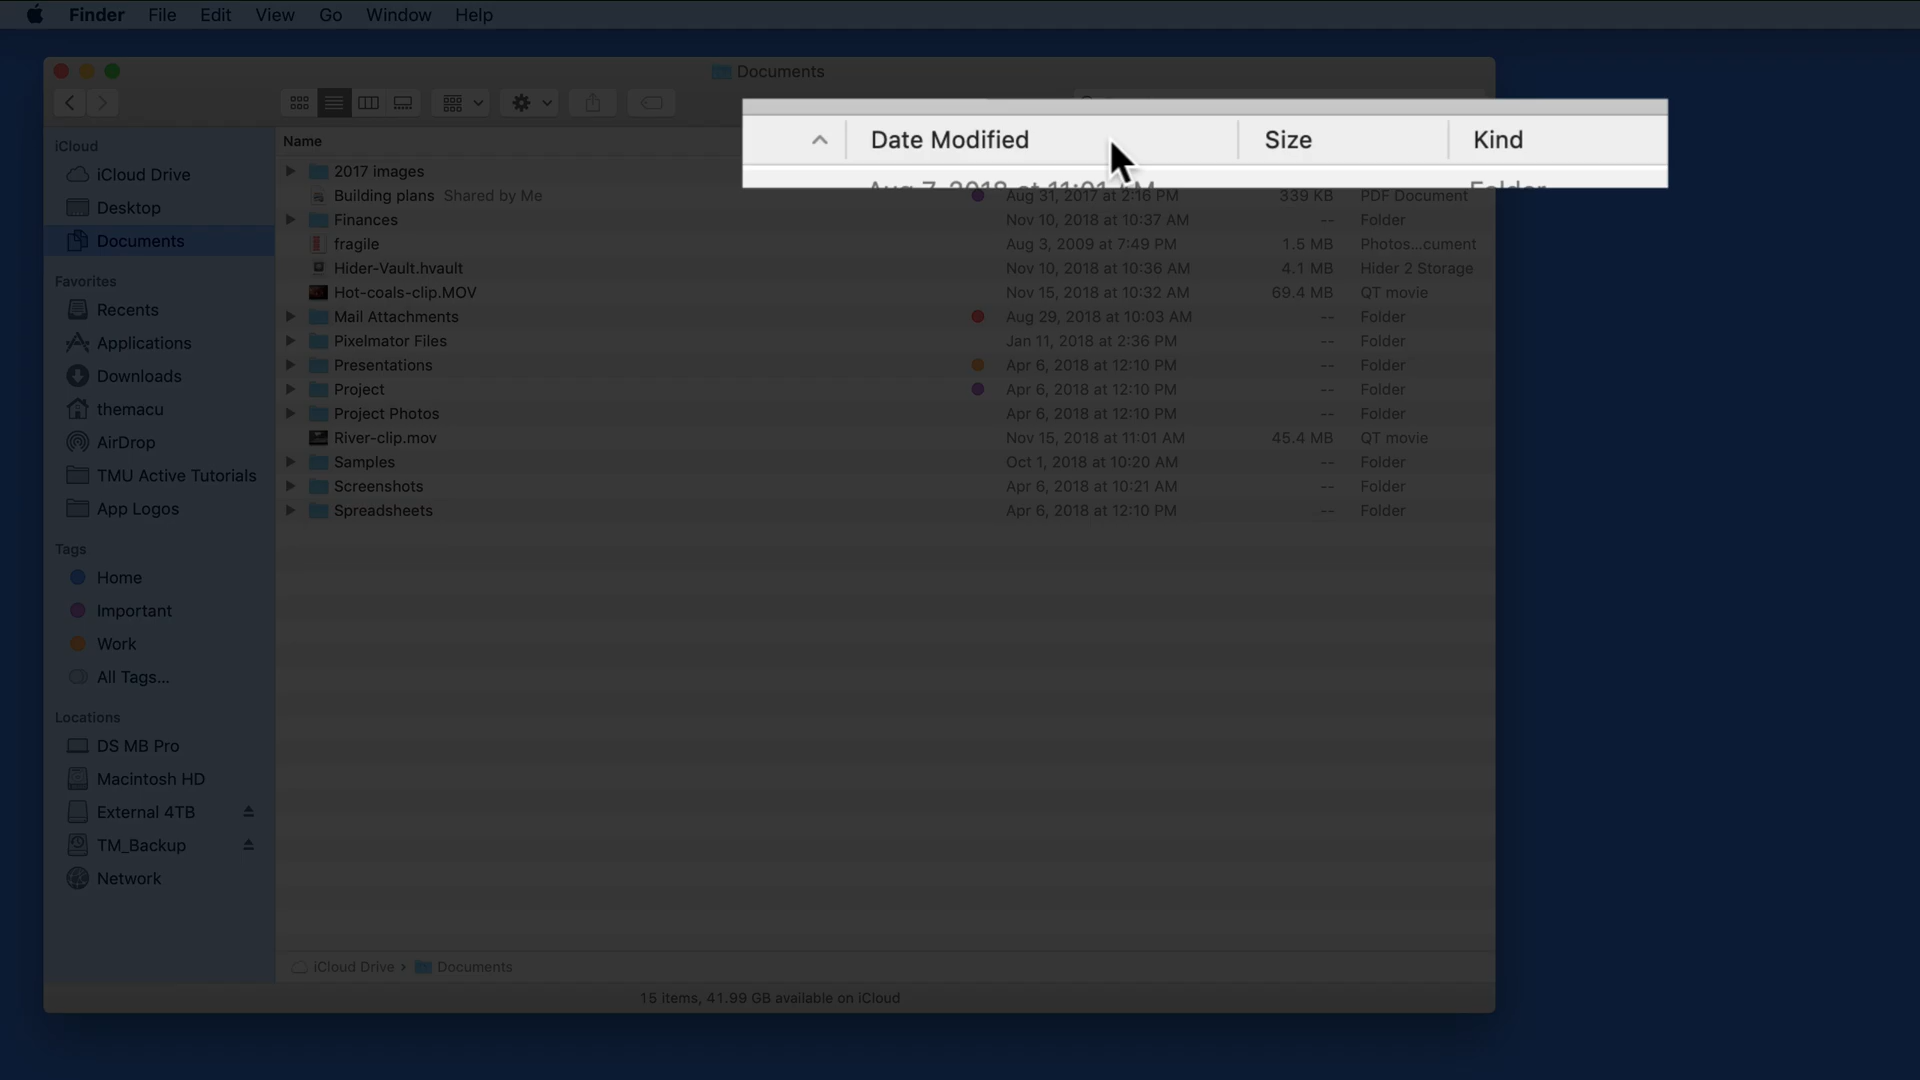 Finder File Edit View Go Window Help
Documents
iCloud
iCloud Drive
Desktop
Documents
Favorites
Recents
Applications
Downloads
themacu
AirDrop
TMU Active Tutorials
App Logos
Tags
Home
Important
Work
All Tags...
Locations
DS MB Pro
Macintosh HD
External 4TB
TM_Backup
Network
Name Date Modified Size Kind
2017 images Folder
Building plans Shared by Me Aug 31, 2017 at 2:16 PM 339 KB PDF Document
Finances Nov 10, 2018 at 10:37 AM -- Folder
fragile Aug 3, 2009 at 7:49 PM 1.5 MB Photos...cument
Hider-Vault.hvault Nov 10, 2018 at 10:36 AM 4.1 MB Hider 2 Storage
Hot-coals-clip.MOV Nov 15, 2018 at 10:32 AM 69.4 MB QT movie
Mail Attachments Aug 29, 2018 at 10:03 AM -- Folder
Pixelmator Files Jan 11, 2018 at 2:36 PM -- Folder
Presentations Apr 6, 2018 at 12:10 PM -- Folder
Project Apr 6, 2018 at 12:10 PM -- Folder
Project Photos Apr 6, 2018 at 12:10 PM -- Folder
River-clip.mov Nov 15, 2018 at 11:01 AM 45.4 MB QT movie
Samples Oct 1, 2018 at 10:20 AM -- Folder
Screenshots Apr 6, 2018 at 10:21 AM -- Folder
Spreadsheets Apr 6, 2018 at 12:10 PM -- Folder
iCloud Drive › Documents
15 items, 41.99 GB available on iCloud